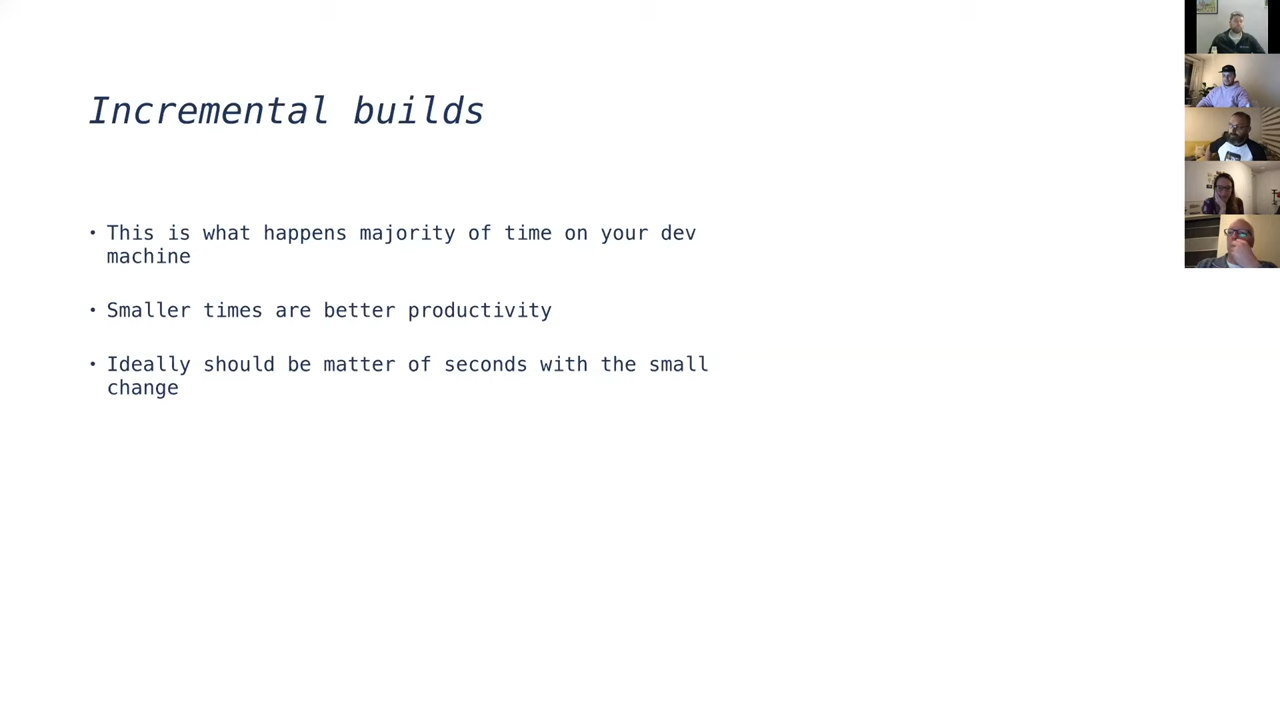 Incremental builds
• This is what happens majority of time on your dev
machine
• Smaller times are better productivity
• Ideally should be matter of seconds with the small
change